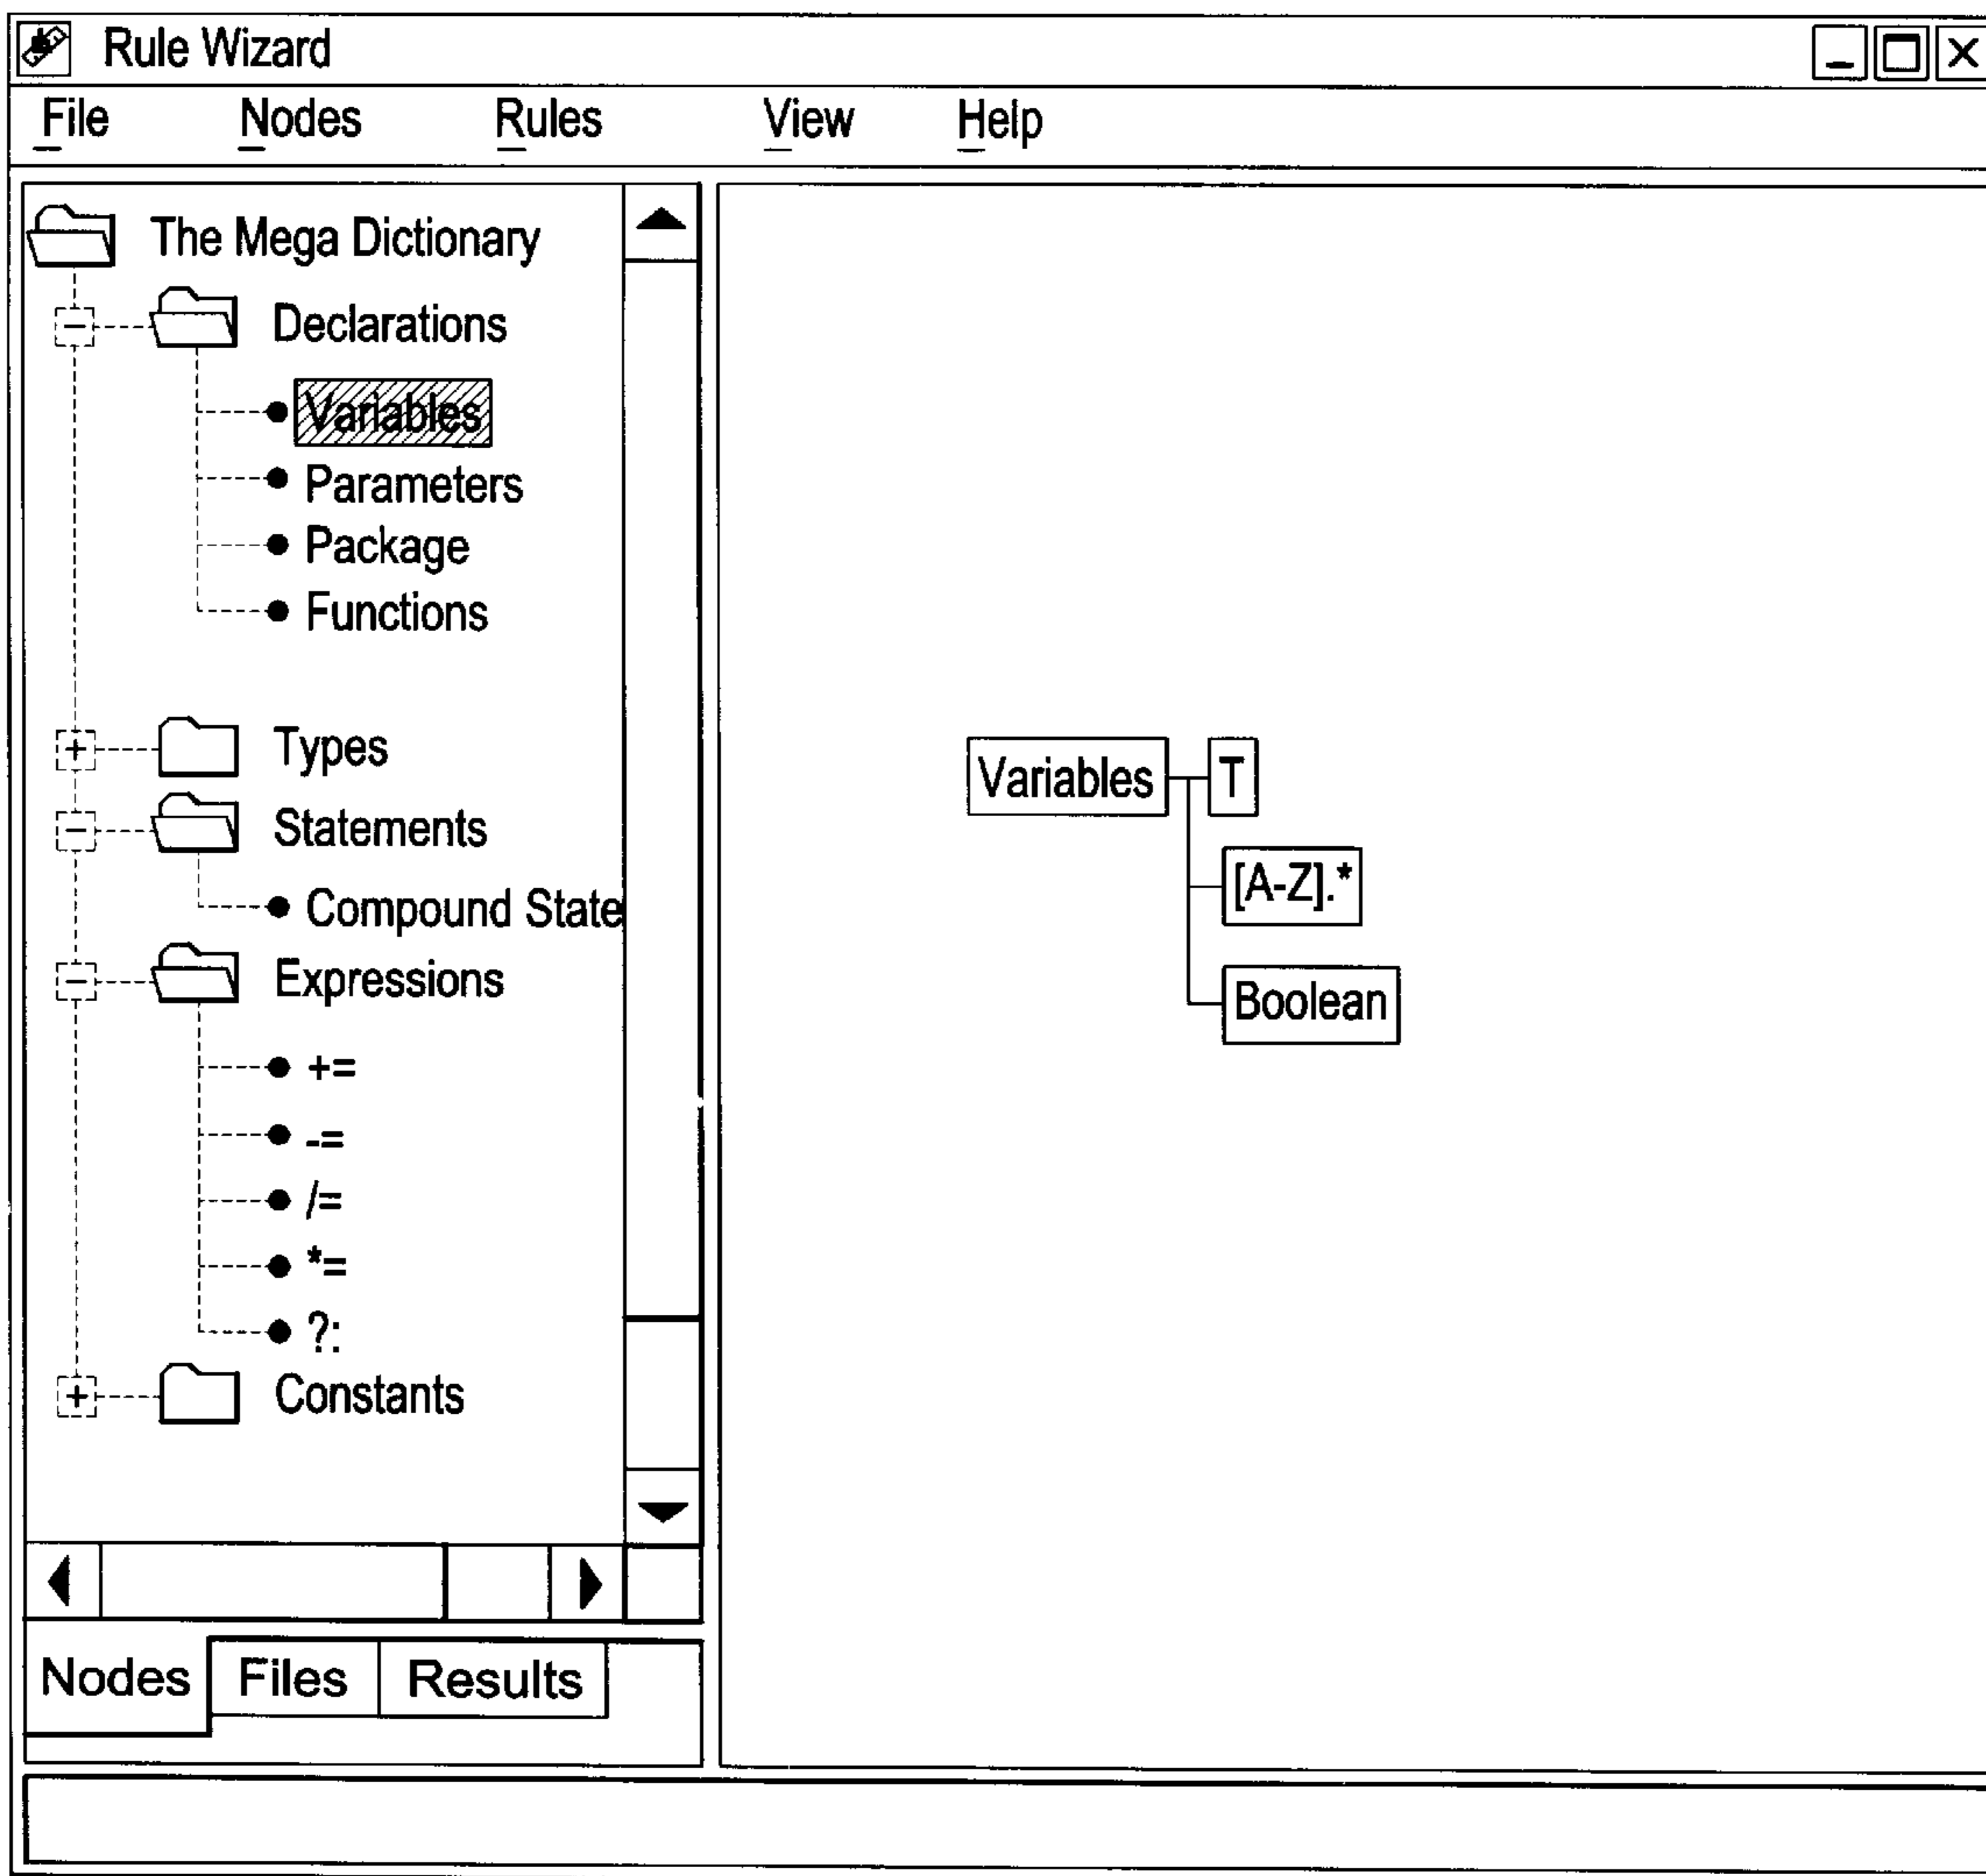 Rule Wizard
File Nodes Rules View Help
The Mega Dictionary
Declarations
Variables
Parameters
Package
Functions
Types
Statements
Compound State
Expressions
+=
-=
/=
*=
?:
Constants
Variables T
[A-Z].*
Boolean
Nodes Files Results